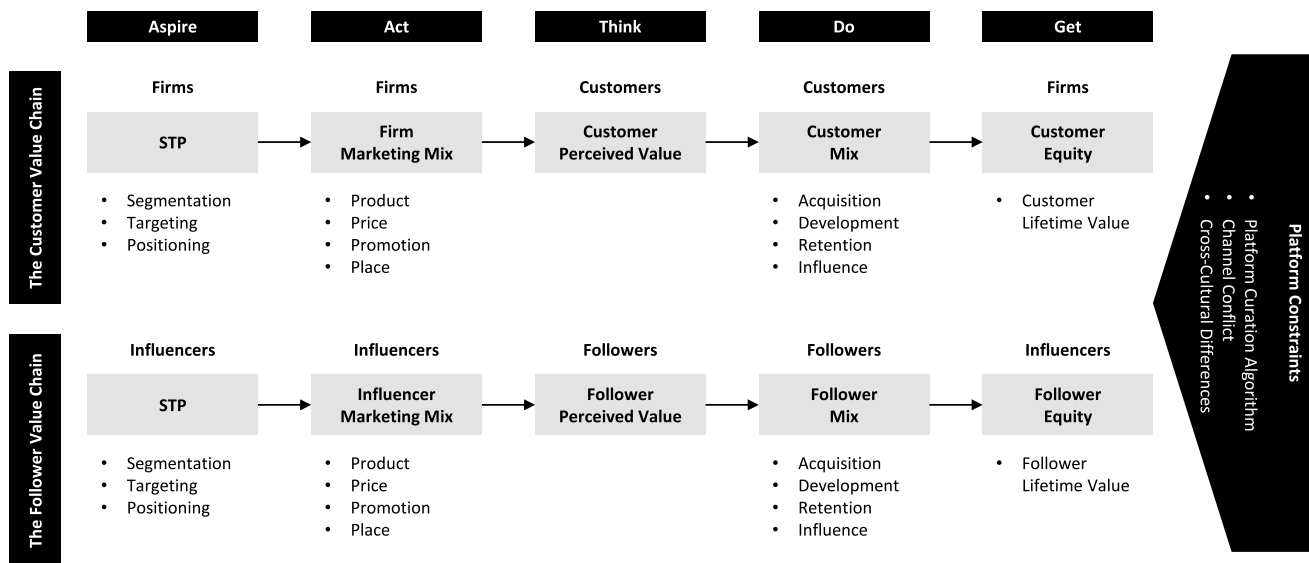 Aspire
Act
Think
Do
Get
The Customer Value Chain
Firms
Firms
Customers
Customers
Firms
STP
Firm
Marketing Mix
Customer
Perceived Value
Customer
Mix
Customer
Equity
• Segmentation
• Targeting
• Positioning
• Product
• Price
• Promotion
• Place
• Acquisition
• Development
• Retention
• Influence
• Customer
Lifetime Value
The Follower Value Chain
Influencers
Influencers
Followers
Followers
Influencers
STP
Influencer
Marketing Mix
Follower
Perceived Value
Follower
Mix
Follower
Equity
• Segmentation
• Targeting
• Positioning
• Product
• Price
• Promotion
• Place
• Acquisition
• Development
• Retention
• Influence
• Follower
Lifetime Value
Platform Constraints
• Platform Curation Algorithm
• Channel Conflict
• Cross-Cultural Differences